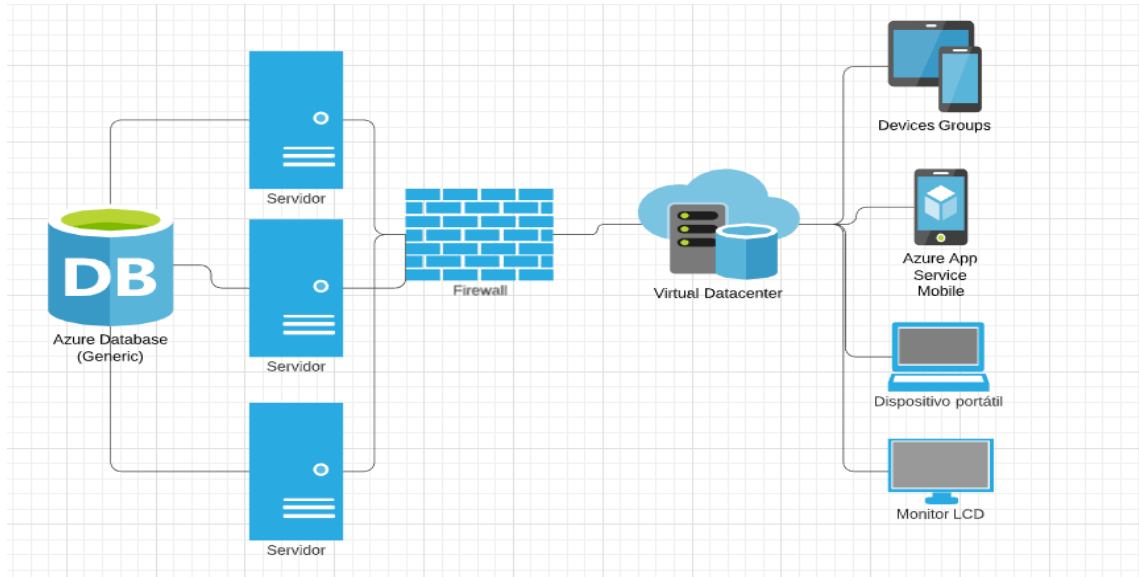 Devices Groups
Servidor
Azure App
Service
Mobile
DB
Firewall
Virtual Datacenter
Azure Database
(Generic)
Servidor
Dispositivo portátil
Monitor LCD
Servidor